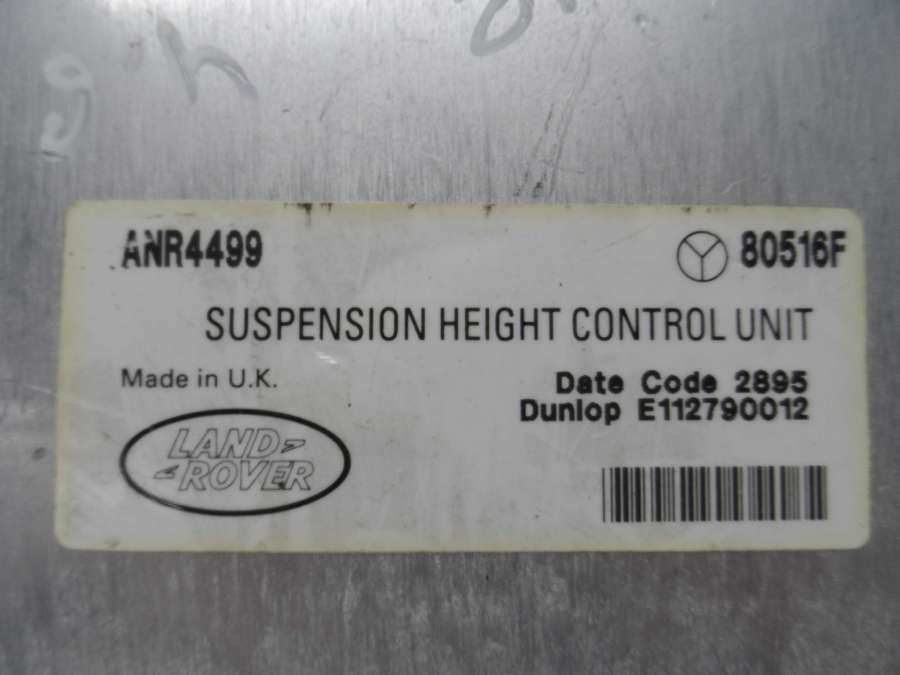 ANR4499
80516F
SUSPENSION HEIGHT CONTROL UNIT
Made in U.K.
Date Code 2895
Dunlop E112790012
LAND
ROVER